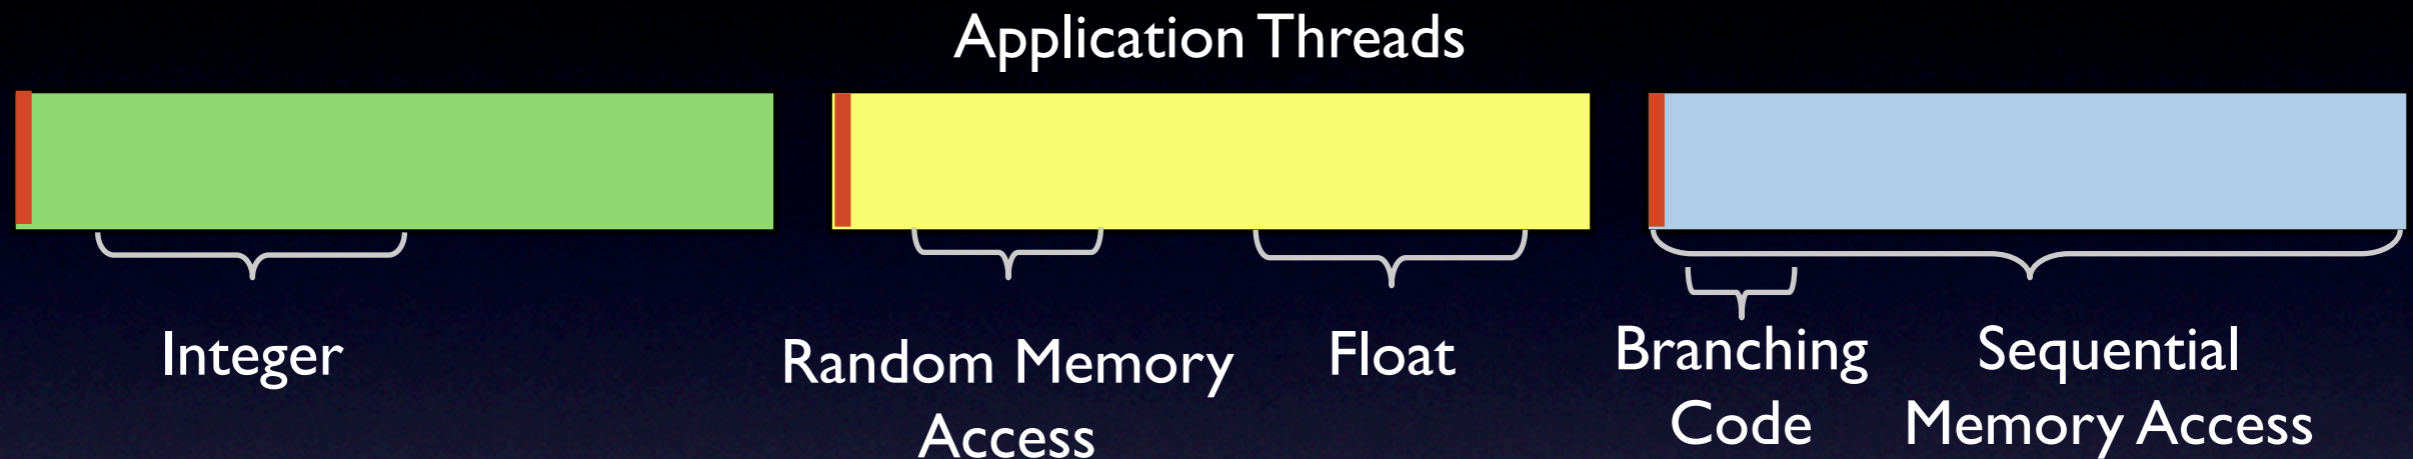 Application Threads
Integer
Random Memory
Access
Float
Branching
Code
Sequential
Memory Access